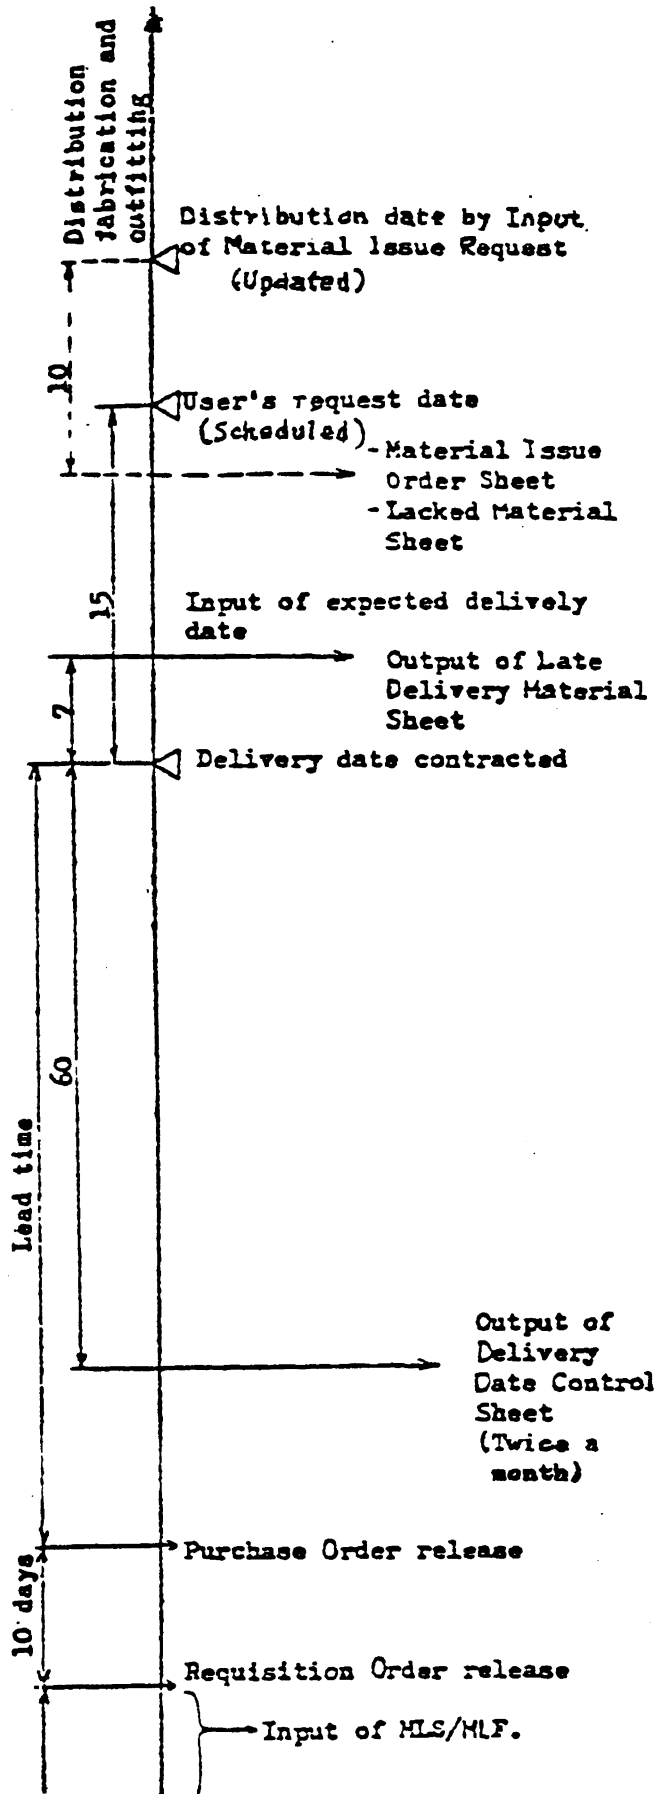 Distribution
fabrication and
outfitting
Distribution date by Input
of Material Issue Request
(Updated)
10
User's request date
(Scheduled)
-Material Issue
Order Sheet
-Lacked Material
Sheet
15
Input of expected delively
date
Output of Late
Delivery Material
Sheet
7
Delivery date contracted
60
Lead time
Output of
Delivery
Date Control
Sheet
(Twice a
month)
Purchase Order release
10 days
Requisition Order release
Input of MLS/MLF.